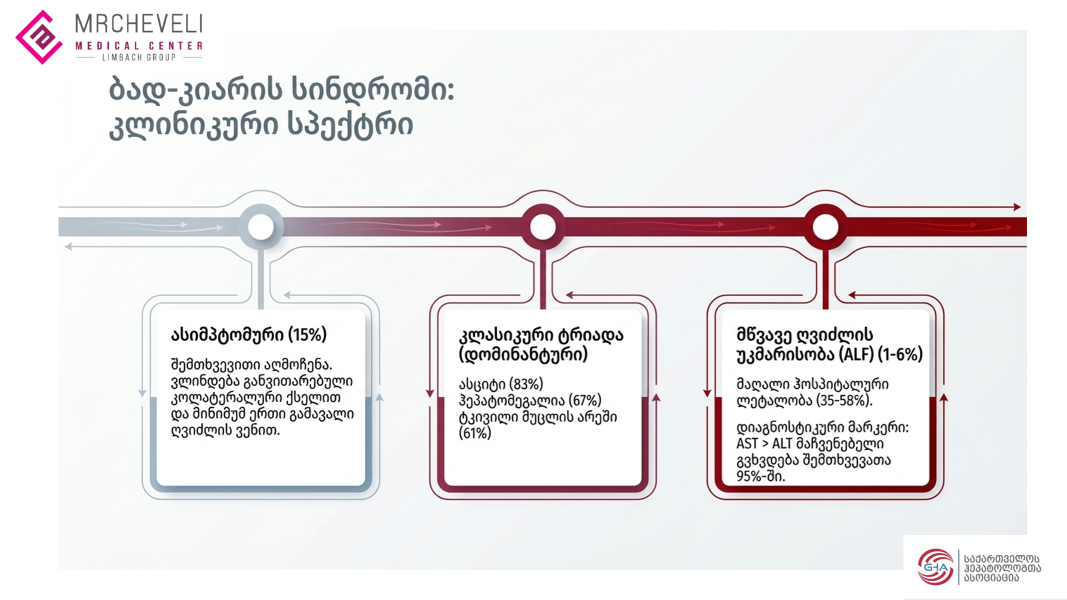 MRCHEVELI
MEDICAL CENTER
LIMBACH GROUP
ბად-კიარის სინდრომი:
კლინიკური სპექტრი
ასიმპტომური (15%)
შემთხვევითი აღმოჩენა.
ვლინდება განვითარებული
კოლატერალური ქსელით
და მინიმუმ ერთი გამავალი
ღვიძლის ვენით.
კლასიკური ტრიადა
(დომინანტური)
ასციტი (83%)
ჰეპატომეგალია (67%)
ტკივილი მუცლის არეში
(61%)
მწვავე ღვიძლის
უკმარისობა (ALF) (1-6%)
მაღალი ჰოსპიტალური
ლეტალობა (35-58%).
დიაგნოსტიკური მარკერი:
AST > ALT მაჩვენებელი
გვხვდება შემთხვევათა
95%-ში.
GHA
საქართველოს
ჰეპატოლოგთა
ასოციაცია